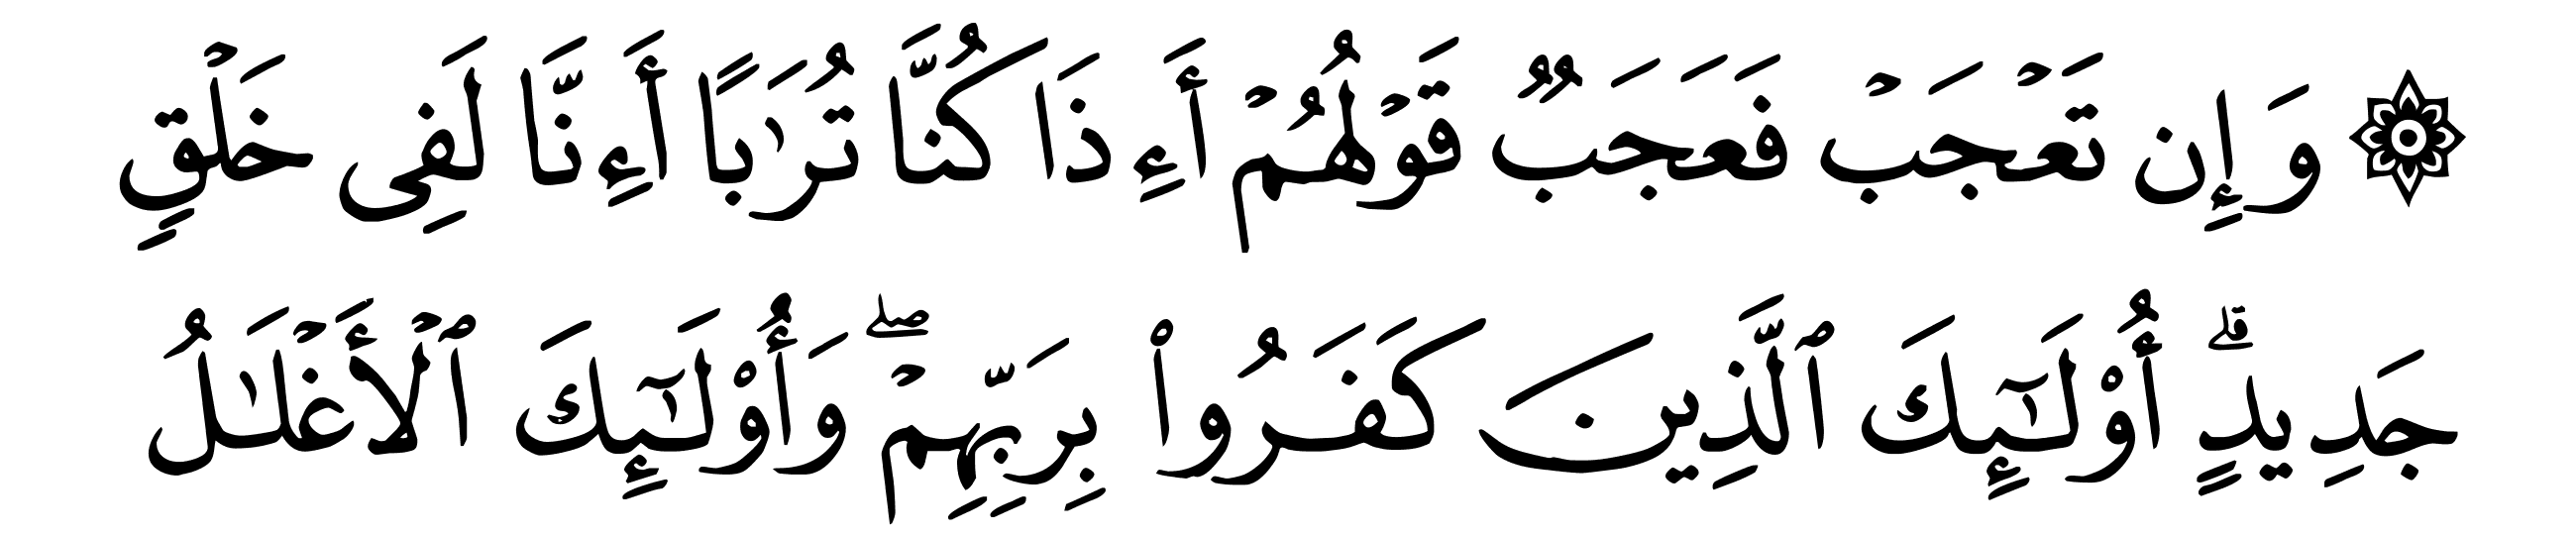 ۞ وَإِن تَعۡجَبۡ فَعَجَبٞ قَوۡلُهُمۡ أَءِذَا كُنَّا تُرَٰبًا أَءِنَّا لَفِي خَلۡقٖ
جَدِيدٍۗ أُوْلَٰٓئِكَ ٱلَّذِينَ كَفَرُواْ بِرَبِّهِمۡۖ وَأُوْلَٰٓئِكَ ٱلۡأَغۡلَٰلُ